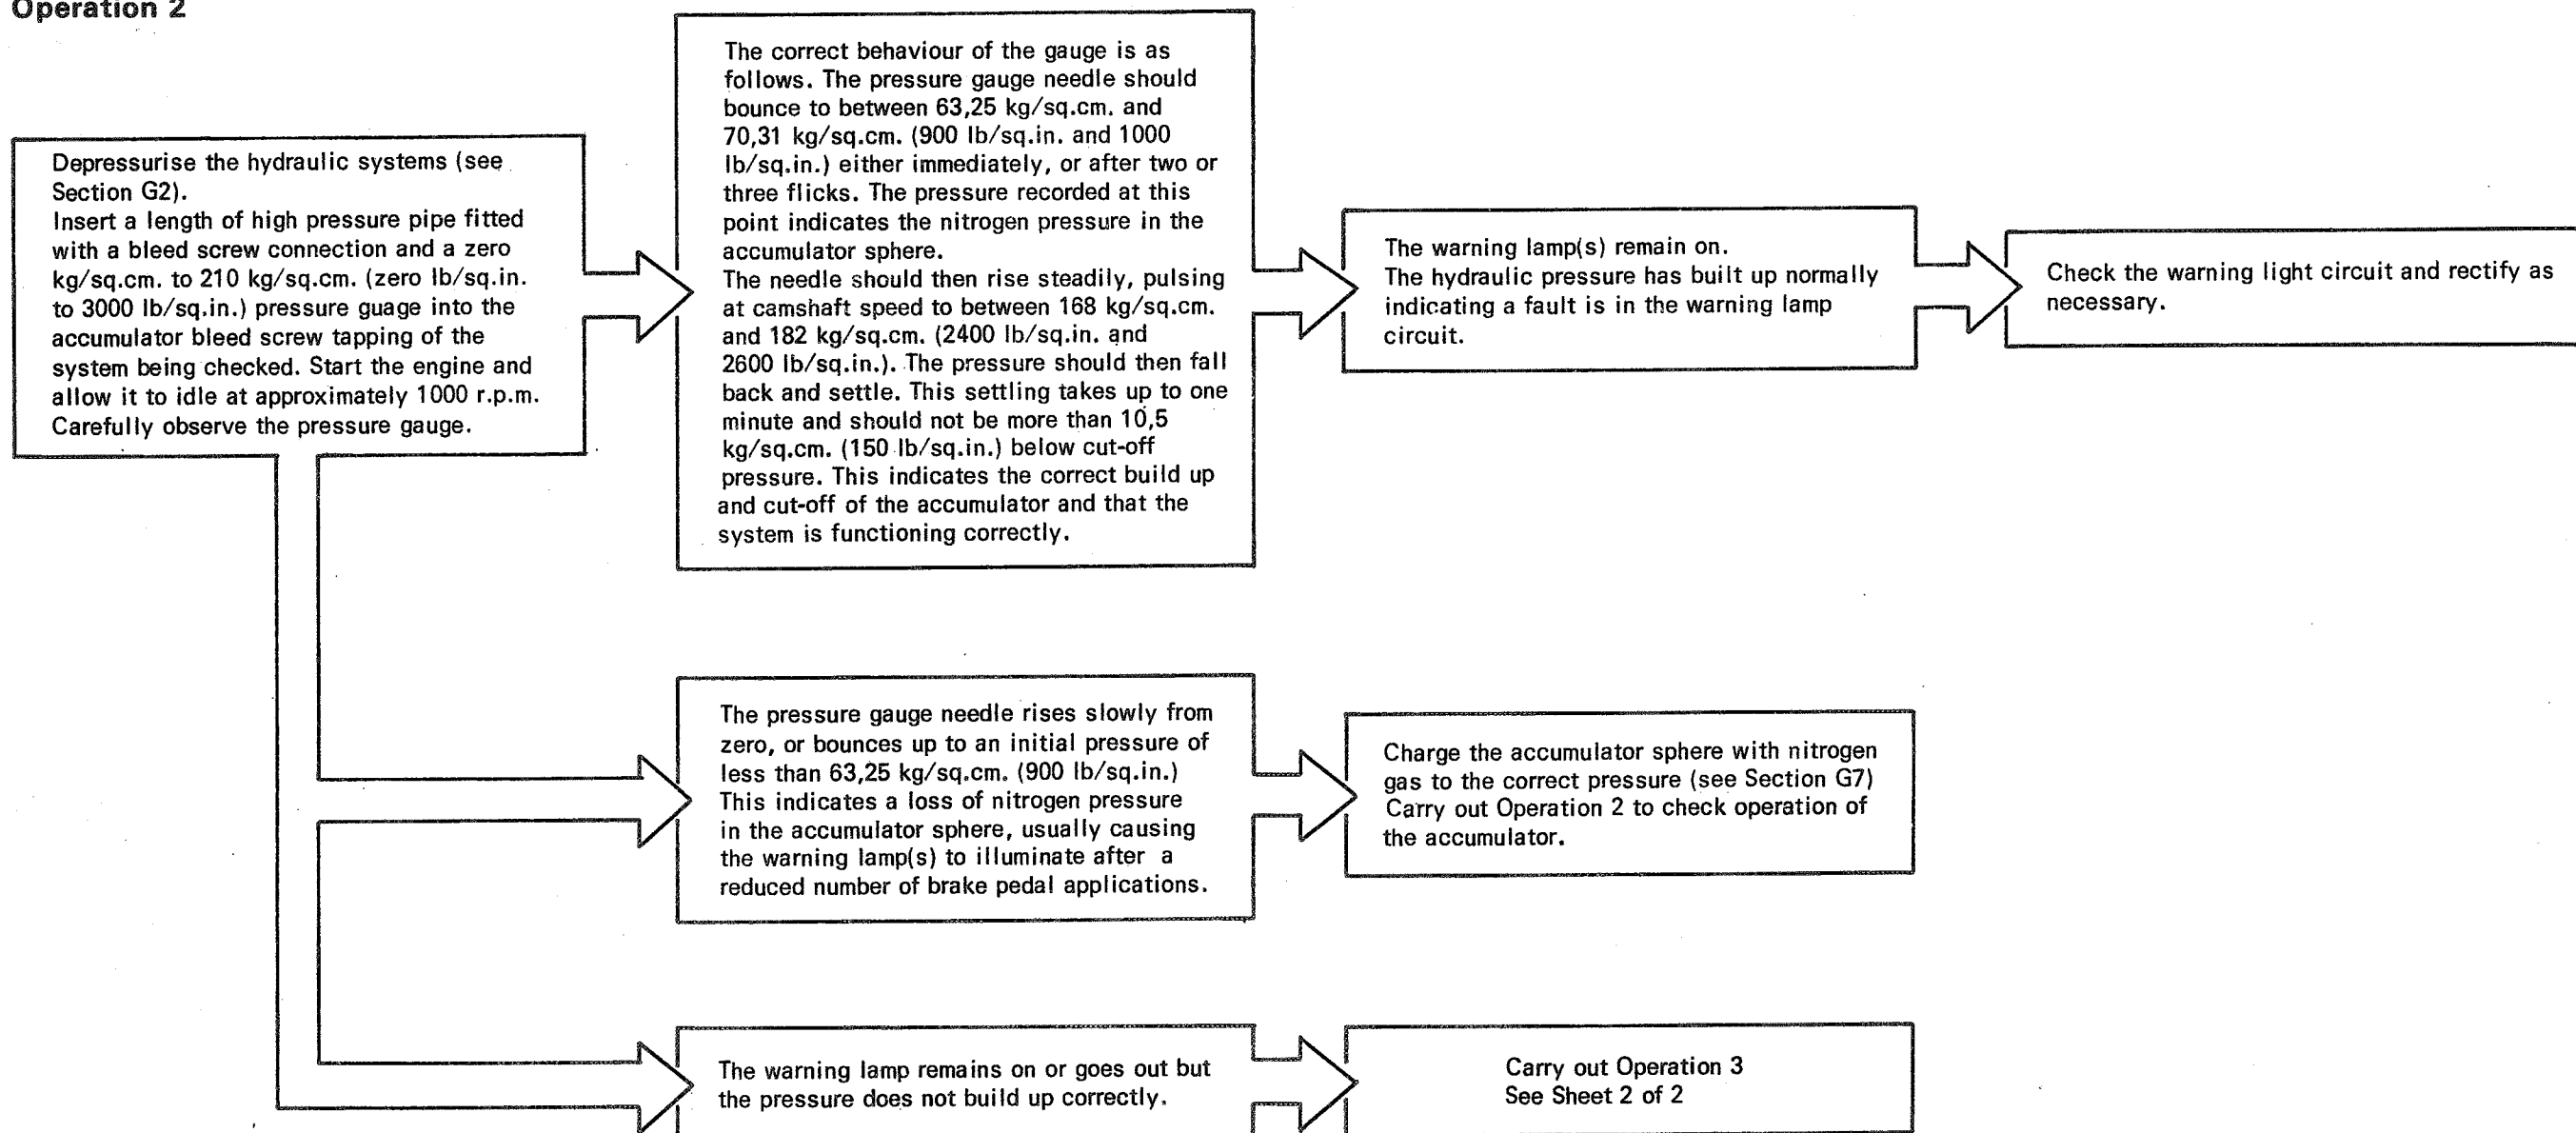 Operation 2
Depressurise the hydraulic systems (see
Section G2).
Insert a length of high pressure pipe fitted
with a bleed screw connection and a zero
kg/sq.cm. to 210 kg/sq.cm. (zero lb/sq.in.
to 3000 lb/sq.in.) pressure guage into the
accumulator bleed screw tapping of the
system being checked. Start the engine and
allow it to idle at approximately 1000 r.p.m.
Carefully observe the pressure gauge.
The correct behaviour of the gauge is as
follows. The pressure gauge needle should
bounce to between 63,25 kg/sq.cm. and
70,31 kg/sq.cm. (900 lb/sq.in. and 1000
lb/sq.in.) either immediately, or after two or
three flicks. The pressure recorded at this
point indicates the nitrogen pressure in the
accumulator sphere.
The needle should then rise steadily, pulsing
at camshaft speed to between 168 kg/sq.cm.
and 182 kg/sq.cm. (2400 lb/sq.in. and
2600 lb/sq.in.). The pressure should then fall
back and settle. This settling takes up to one
minute and should not be more than 10,5
kg/sq.cm. (150 lb/sq.in.) below cut-off
pressure. This indicates the correct build up
and cut-off of the accumulator and that the
system is functioning correctly.
The warning lamp(s) remain on.
The hydraulic pressure has built up normally
indicating a fault is in the warning lamp
circuit.
Check the warning light circuit and rectify as
necessary.
The pressure gauge needle rises slowly from
zero, or bounces up to an initial pressure of
less than 63,25 kg/sq.cm. (900 lb/sq.in.)
This indicates a loss of nitrogen pressure
in the accumulator sphere, usually causing
the warning lamp(s) to illuminate after a
reduced number of brake pedal applications.
Charge the accumulator sphere with nitrogen
gas to the correct pressure (see Section G7)
Carry out Operation 2 to check operation of
the accumulator.
The warning lamp remains on or goes out but
the pressure does not build up correctly.
Carry out Operation 3
See Sheet 2 of 2